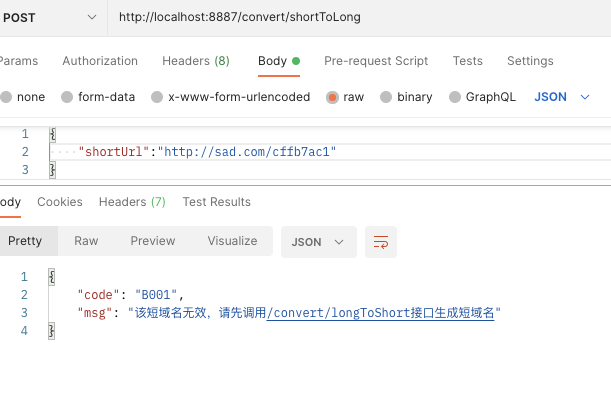 POST http://localhost:8887/convert/shortToLong
Params Authorization Headers (8) Body Pre-request Script Tests Settings
none form-data x-www-form-urlencoded raw binary GraphQL JSON
1 {
2 "shortUrl":"http://sad.com/cffb7ac1"
3 }
ody Cookies Headers (7) Test Results
Pretty Raw Preview Visualize JSON
1 {
2 "code": "B001",
3 "msg": "该短域名无效，请先调用/convert/longToShort接口生成短域名"
4 }